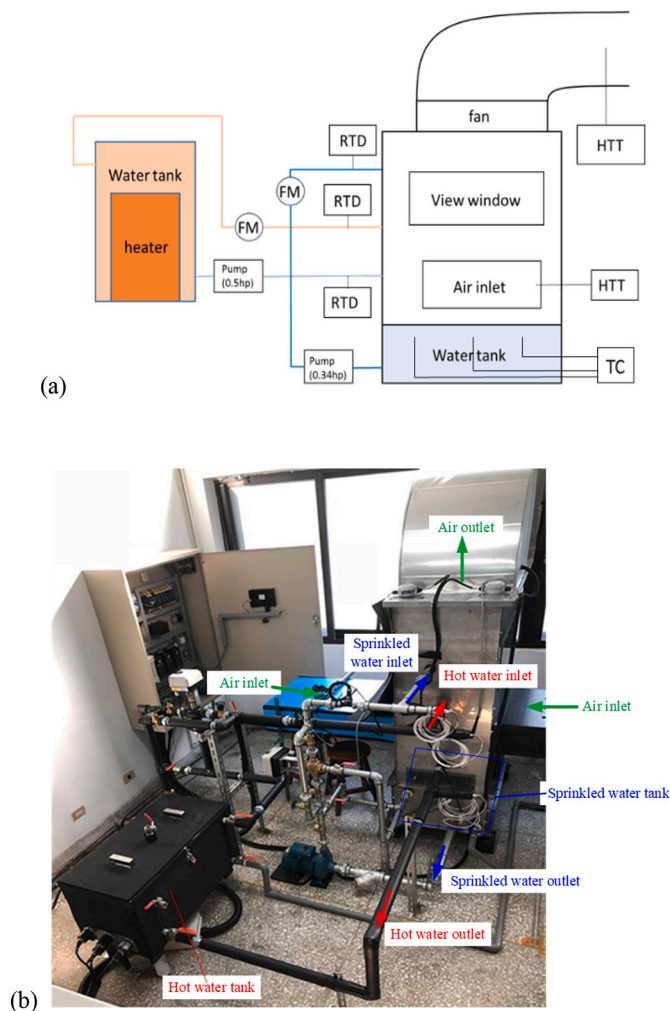 fan
RTD
HTT
Water tank
FM
RTD
View window
FM
heater
Pump
(0.5hp)
Air inlet
HTT
RTD
Water tank
Pump
(0.34hp)
TC
(a)
Air outlet
Sprinkled
water inlet
Hot water inlet
Air inlet
Air inlet
Sprinkled water tank
Sprinkled water outlet
Hot water outlet
Hot water tank
(b)